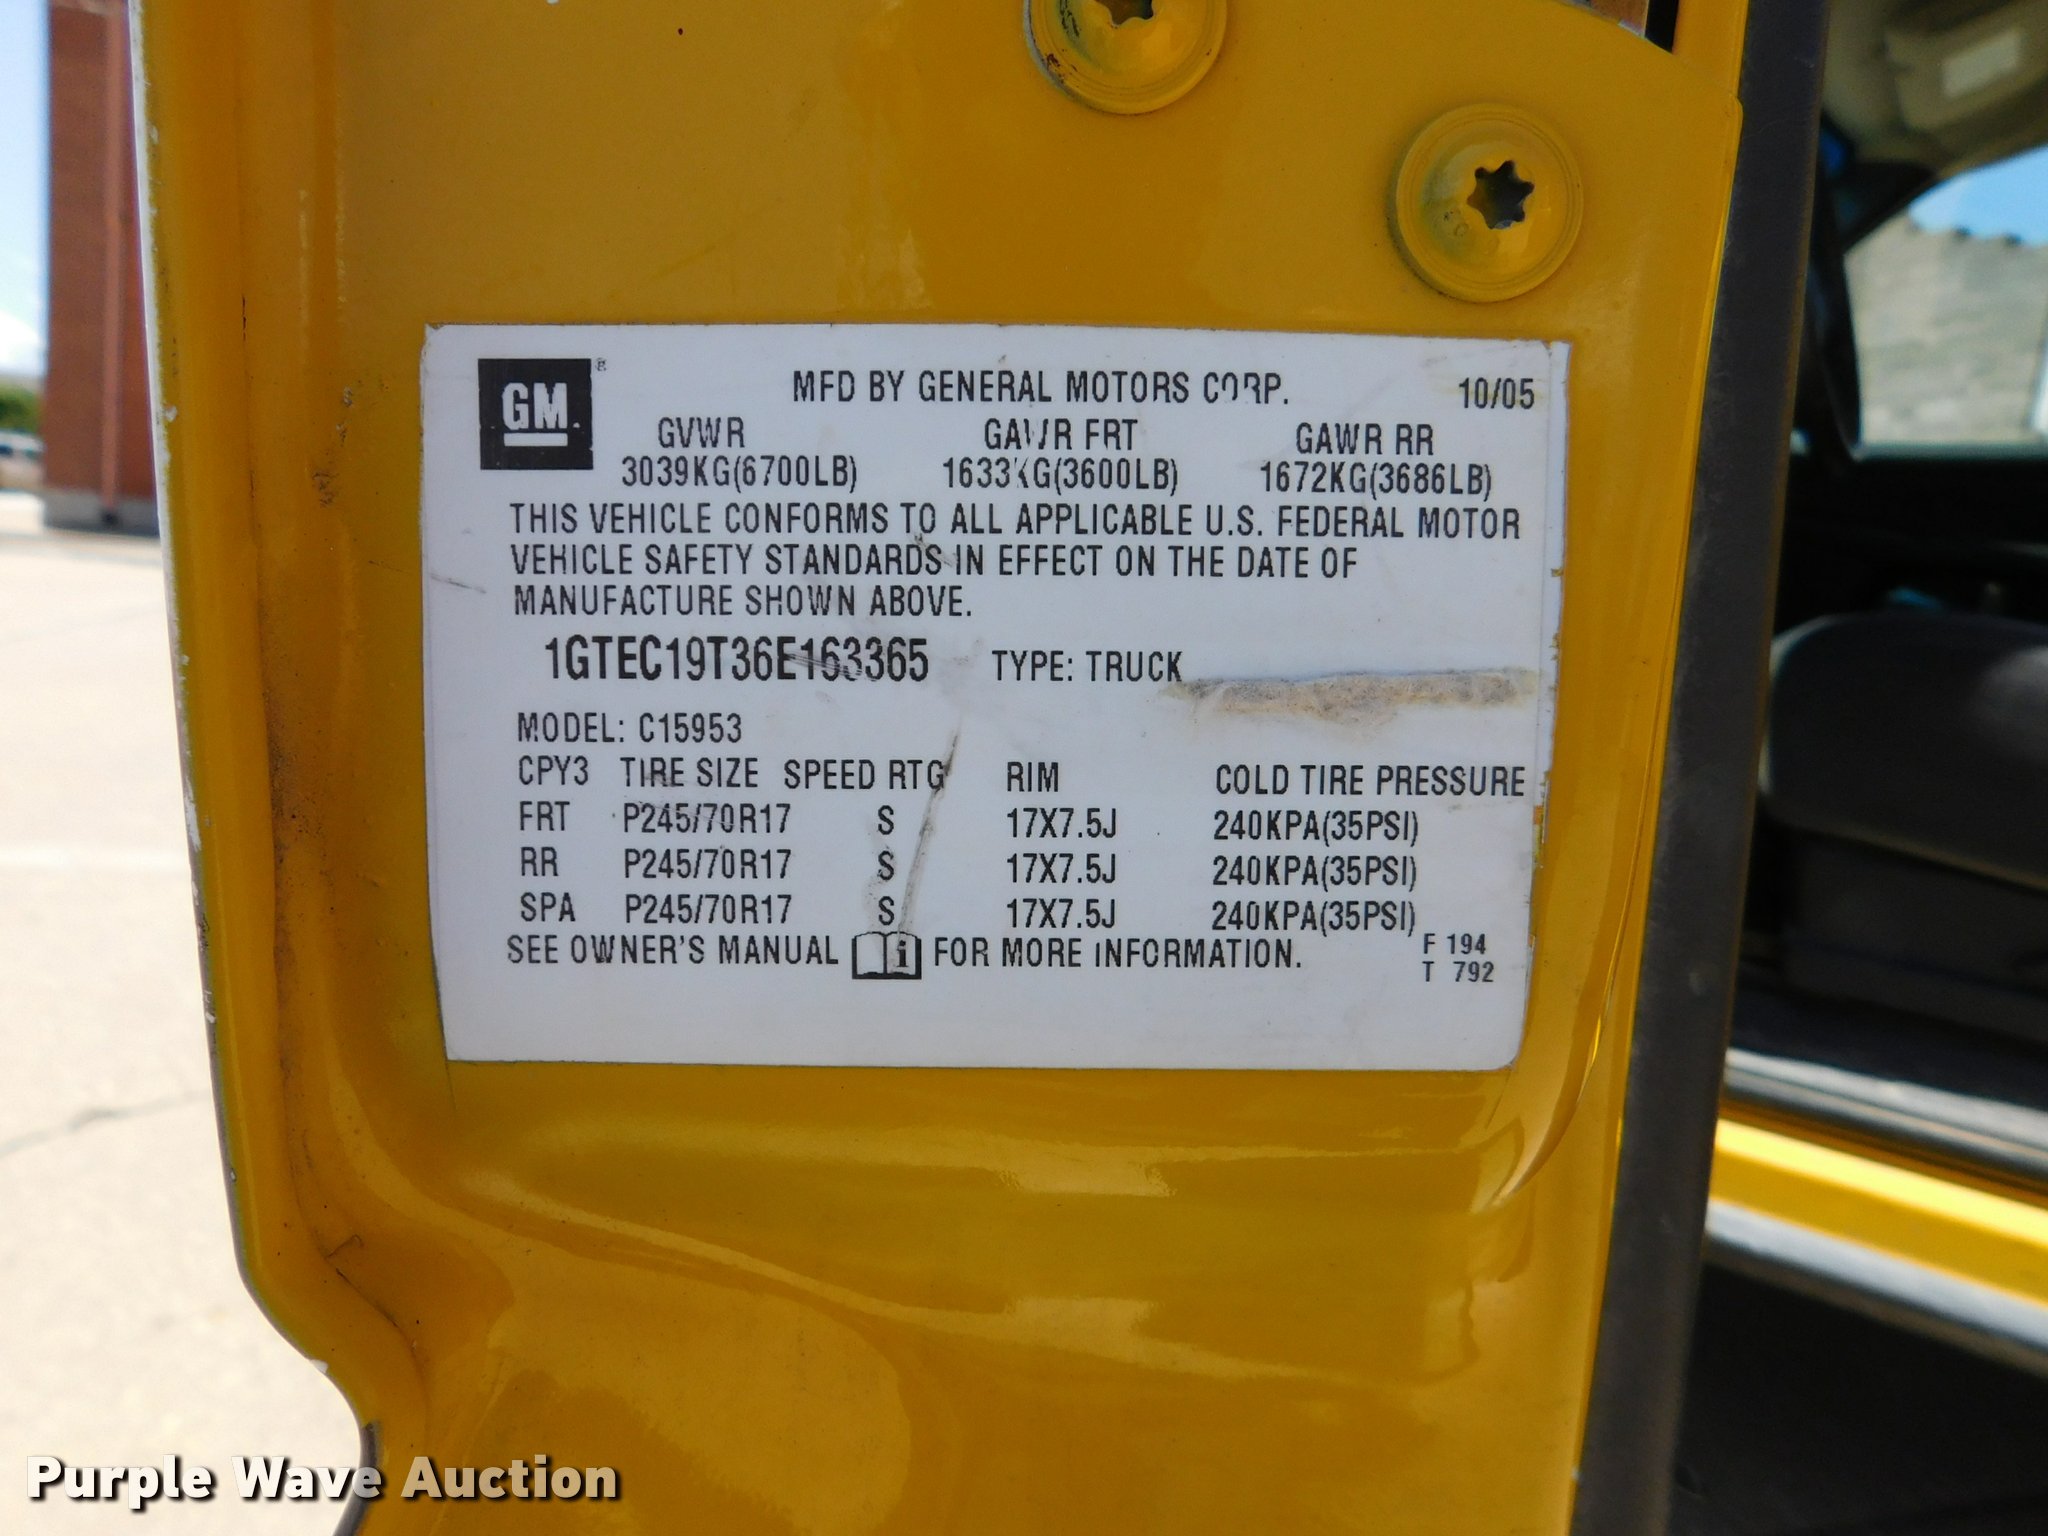 GM
MFD BY GENERAL MOTORS CORP. 10/05
GVWR GAWR FRT GAWR RR
3039KG(6700LB) 1633KG(3600LB) 1672KG(3686LB)
THIS VEHICLE CONFORMS TO ALL APPLICABLE U.S. FEDERAL MOTOR
VEHICLE SAFETY STANDARDS IN EFFECT ON THE DATE OF
MANUFACTURE SHOWN ABOVE.
1GTEC19T36E163365 TYPE: TRUCK
MODEL: C15953
CPY3 TIRE SIZE SPEED RTG RIM COLD TIRE PRESSURE
FRT P245/70R17 S 17X7.5J 240KPA(35PSI)
RR P245/70R17 S 17X7.5J 240KPA(35PSI)
SPA P245/70R17 S 17X7.5J 240KPA(35PSI)
SEE OWNER'S MANUAL i FOR MORE INFORMATION. F 194
T 792
Purple Wave Auction